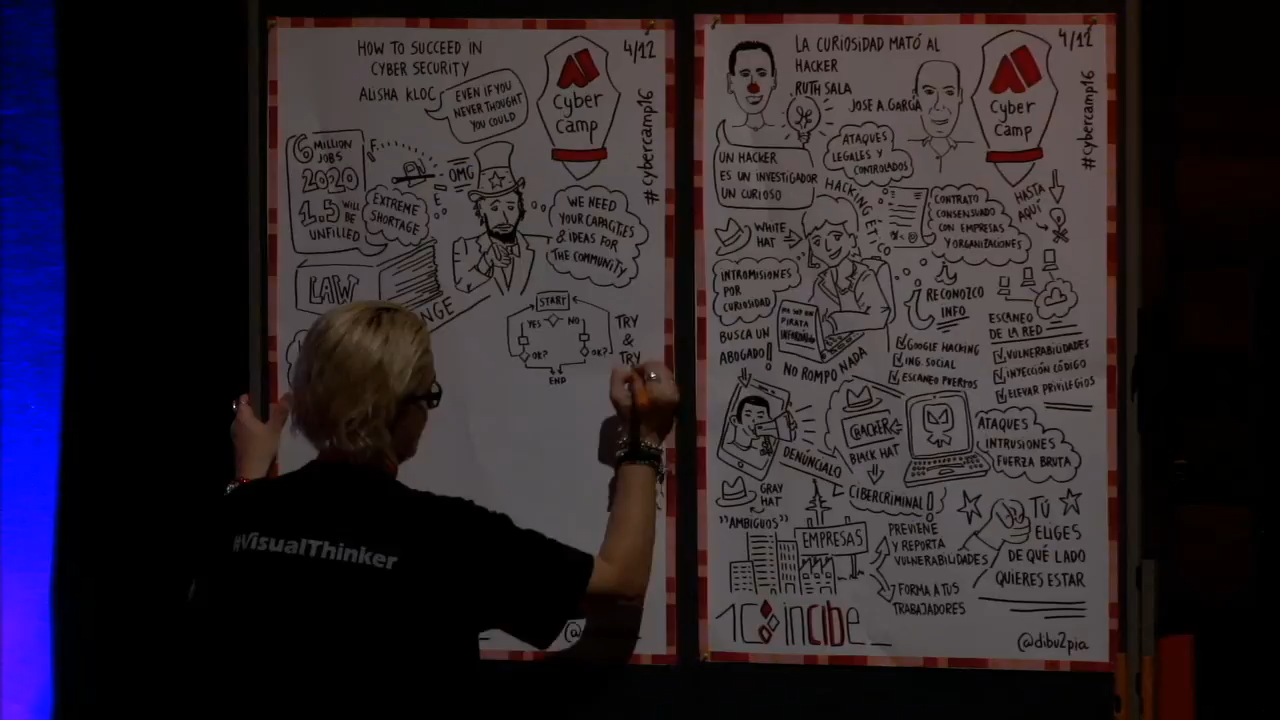 HOW TO SUCCEED IN
CYBER SECURITY
ALISHA KLOC
EVEN IF YOU
NEVER THOUGHT
YOU COULD
Cyber
Camp
4/12
#cybercamp16
6 MILLION
JOBS
2020
1.5 WILL
BE
UNFILLED
F
E
EXTREME
SHORTAGE
OMG
WE NEED
YOUR CAPACITIES
& IDEAS FOR
THE COMMUNITY
LAW
START
YES
NO
OK?
OK?
END
TRY
&
TRY
#VisualThinker
LA CURIOSIDAD MATÓ AL
HACKER
RUTH SALA
JOSE A. GARCÍA
Cyber
Camp
4/12
#cybercamp16
UN HACKER
ES UN INVESTIGADOR
UN CURIOSO
ATAQUES
LEGALES Y
CONTROLADOS
HACKING ÉTICO
CONTRATO
CONSENSUADO
CON EMPRESAS
Y ORGANIZACIONES
HASTA
AQUÍ
WHITE
HAT
INTROMISIONES
POR
CURIOSIDAD
NO SOY UN
PIRATA
INFORMÁTICO
RECONOZCO
INFO
ESCANEO
DE LA RED
BUSCA UN
ABOGADO!
NO ROMPO NADA
GOOGLE HACKING
ING. SOCIAL
ESCANEO PUERTOS
VULNERABILIDADES
INYECCIÓN CÓDIGO
ELEVAR PRIVILEGIOS
DENÚNCIALO
CRACKER
BLACK HAT
CIBERCRIMINAL!
ATAQUES
INTRUSIONES
FUERZA BRUTA
GRAY
HAT
"AMBIGUOS"
EMPRESAS
PREVIENE
Y REPORTA
VULNERABILIDADES
FORMA A TUS
TRABAJADORES
TÚ
ELIGES
DE QUÉ LADO
QUIERES ESTAR
incibe_
@dibu2pia